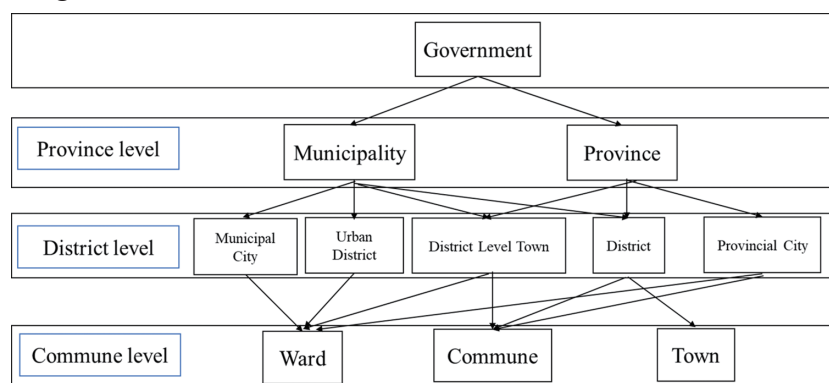 Government
Province level
Municipality
Province
District level
Municipal
City
Urban
District
District Level Town
District
Provincial City
Commune level
Ward
Commune
Town